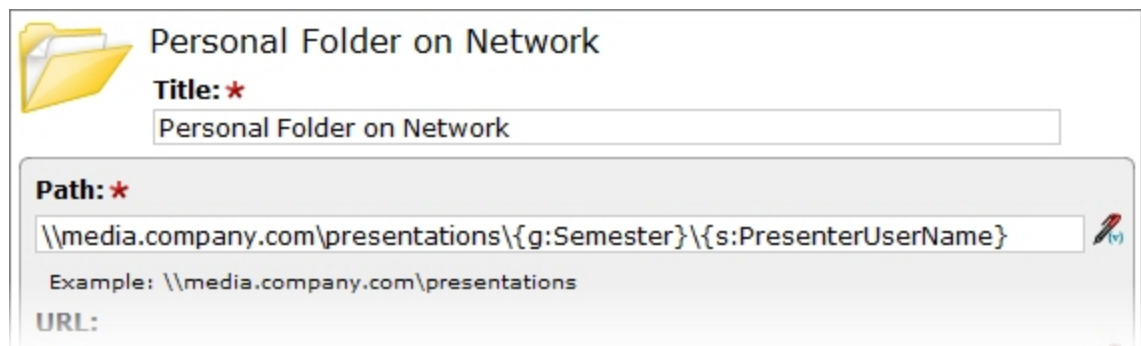 Personal Folder on Network
Title: *
Personal Folder on Network
Path: *
\\media.company.com\presentations\{g:Semester}\{s:PresenterUserName}
(v)
Example: \\media.company.com\presentations
URL: